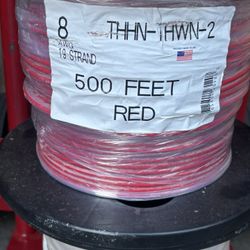 8
AWG
19 STRAND
THHN-THWN-2
500 FEET
RED